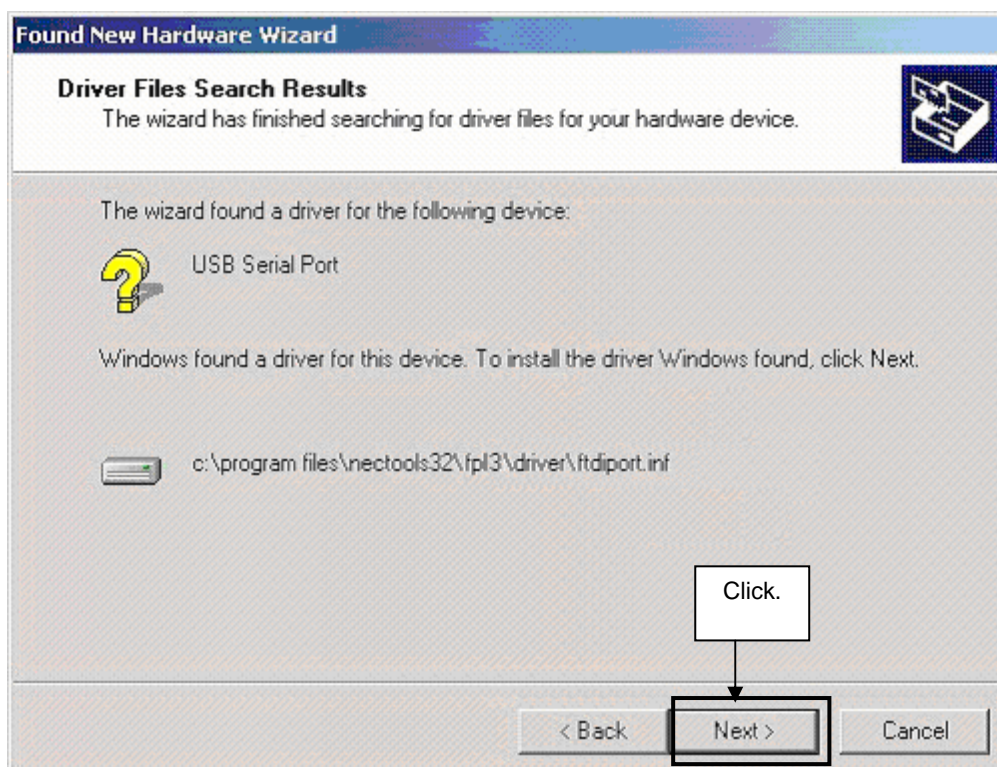 Found New Hardware Wizard
Driver Files Search Results
The wizard has finished searching for driver files for your hardware device.
The wizard found a driver for the following device:
USB Serial Port
Windows found a driver for this device. To install the driver Windows found, click Next.
c:\program files\nectools32\fpl3\driver\ftdiport.inf
Click.
< Back
Next >
Cancel